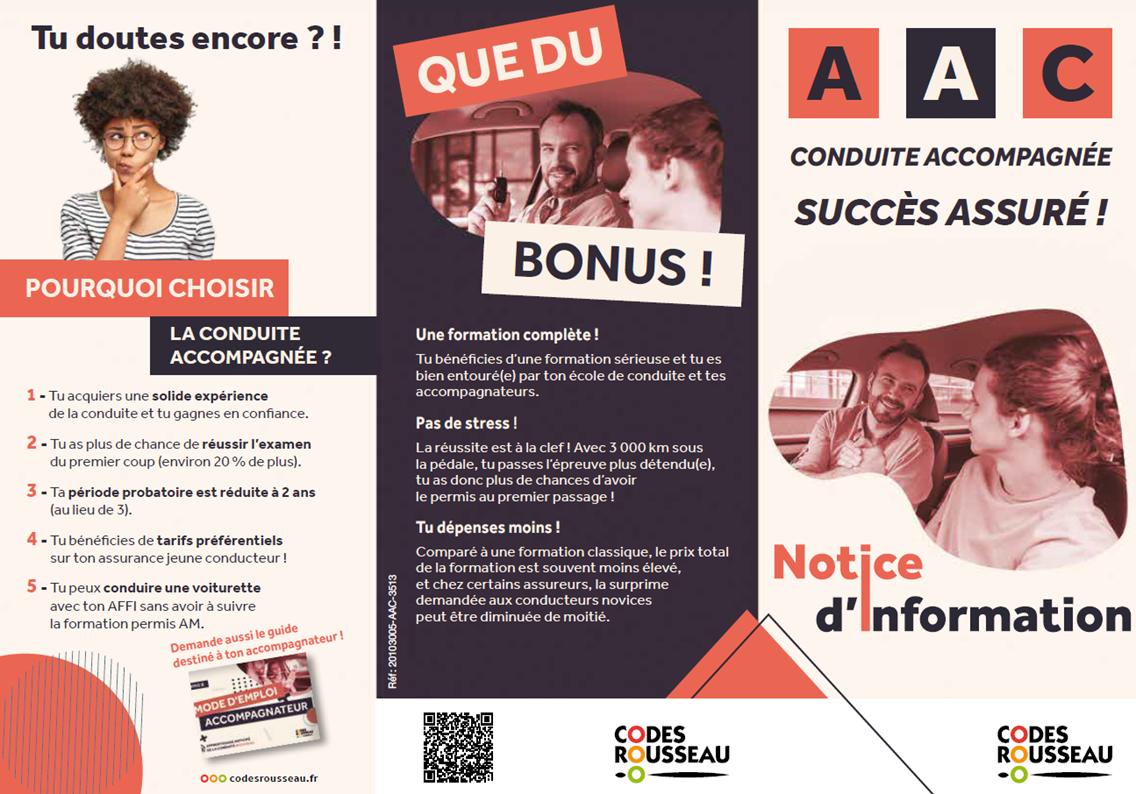 Tu doutes encore ? !
POURQUOI CHOISIR
LA CONDUITE
ACCOMPAGNÉE ?
1 - Tu acquiers une solide expérience
de la conduite et tu gagnes en confiance.
2 - Tu as plus de chance de réussir l'examen
du premier coup (environ 20 % de plus).
3 - Ta période probatoire est réduite à 2 ans
(au lieu de 3).
4 - Tu bénéficies de tarifs préférentiels
sur ton assurance jeune conducteur !
5 - Tu peux conduire une voiturette
avec ton AFFI sans avoir à suivre
la formation permis AM.
Demande aussi le guide
destiné à ton accompagnateur !
MODE D'EMPLOI
ACCOMPAGNATEUR
codesrousseau.fr
QUE DU
BONUS !
Une formation complète !
Tu bénéficies d'une formation sérieuse et tu es
bien entouré(e) par ton école de conduite et tes
accompagnateurs.
Pas de stress !
La réussite est à la clef ! Avec 3 000 km sous
la pédale, tu passes l'épreuve plus détendu(e),
tu as donc plus de chances d'avoir
le permis au premier passage !
Tu dépenses moins !
Comparé à une formation classique, le prix total
de la formation est souvent moins élevé,
et chez certains assureurs, la surprime
demandée aux conducteurs novices
peut être diminuée de moitié.
Réf : 20103005-AAC-3513
CODES
ROUSSEAU
AAC
CONDUITE ACCOMPAGNÉE
SUCCÈS ASSURÉ !
Notice
d'Information
CODES
ROUSSEAU